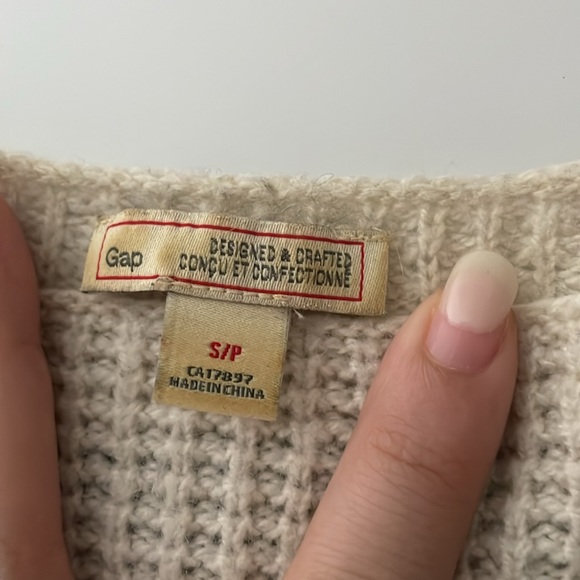 Gap
DESIGNED & CRAFTED
CONÇU ET CONFECTIONNÉ
S/P
CA17897
MADE IN CHINA